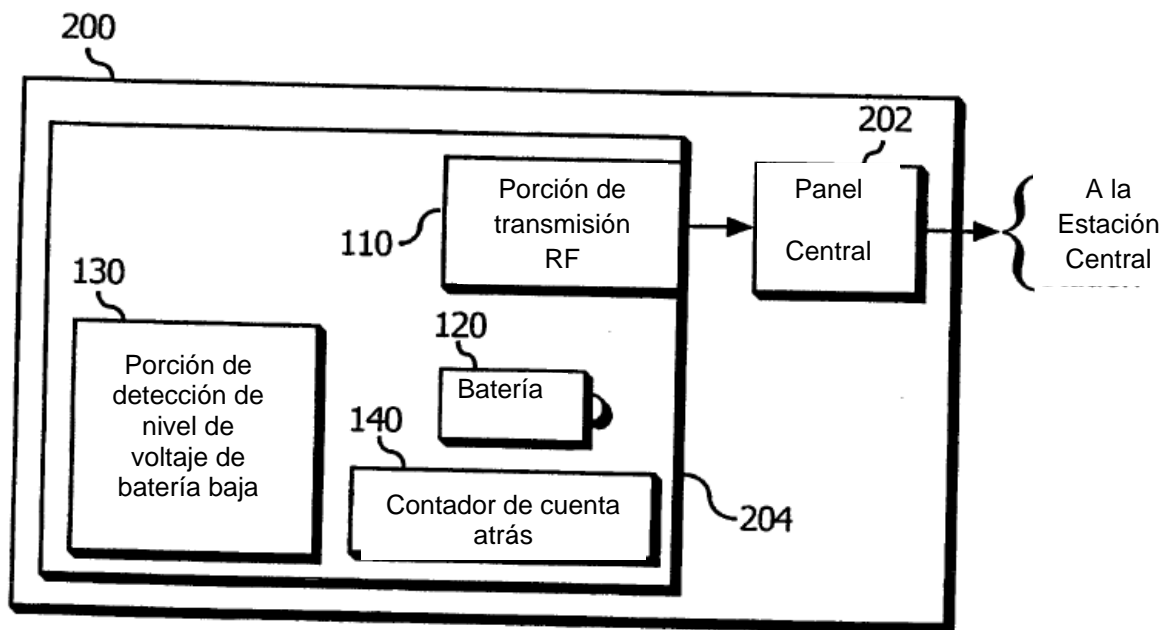 200
202
Porción de
transmisión
RF
110
Panel
Central
A la
Estación
Central
130
Porción de
detección de
nivel de
voltaje de
batería baja
120
Batería
140
Contador de cuenta
atrás
204